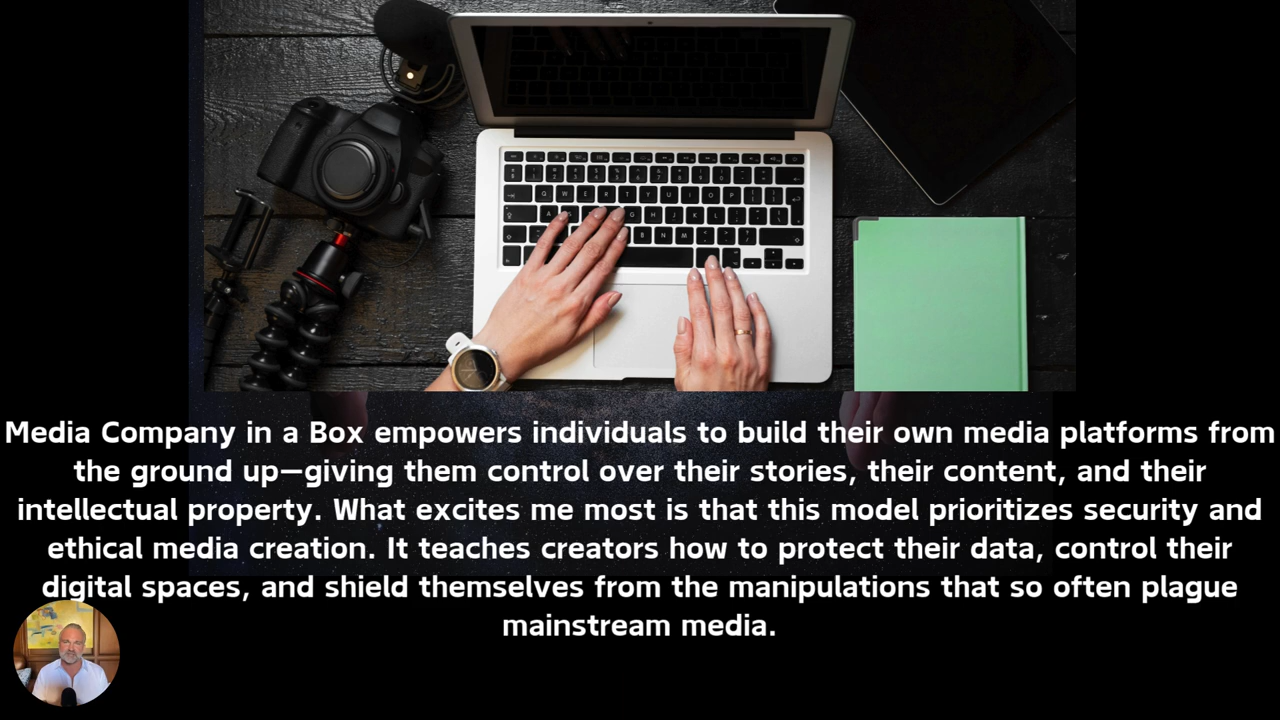 Media Company in a Box empowers individuals to build their own media platforms from
the ground up—giving them control over their stories, their content, and their
intellectual property. What excites me most is that this model prioritizes security and
ethical media creation. It teaches creators how to protect their data, control their
digital spaces, and shield themselves from the manipulations that so often plague
mainstream media.